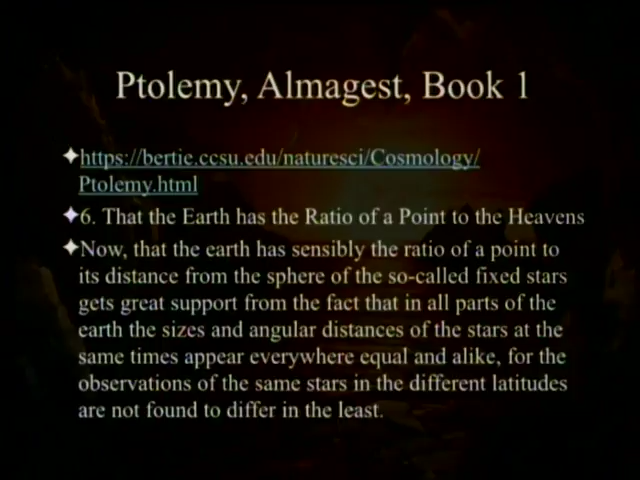 Ptolemy, Almagest, Book 1
https://bertie.ccsu.edu/naturesci/Cosmology/
Ptolemy.html
6. That the Earth has the Ratio of a Point to the Heavens
Now, that the earth has sensibly the ratio of a point to
its distance from the sphere of the so-called fixed stars
gets great support from the fact that in all parts of the
earth the sizes and angular distances of the stars at the
same times appear everywhere equal and alike, for the
observations of the same stars in the different latitudes
are not found to differ in the least.